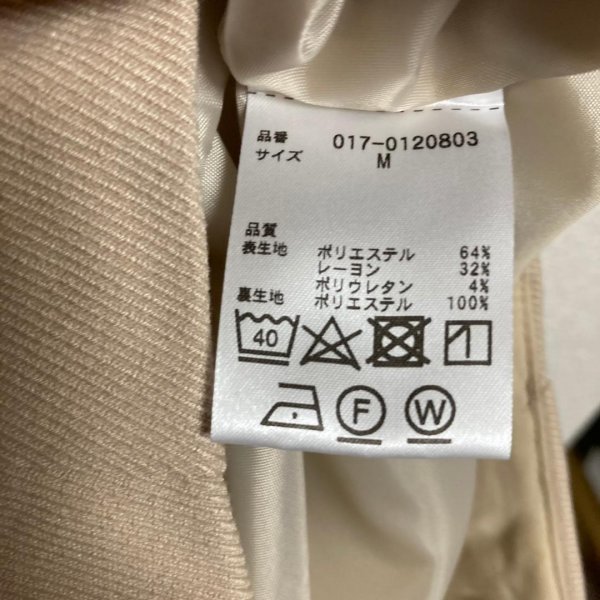 品番 017-0120803
サイズ M
品質
表生地 ポリエステル 64%
レーヨン 32%
ポリウレタン 4%
裏生地 ポリエステル 100%
40
F W